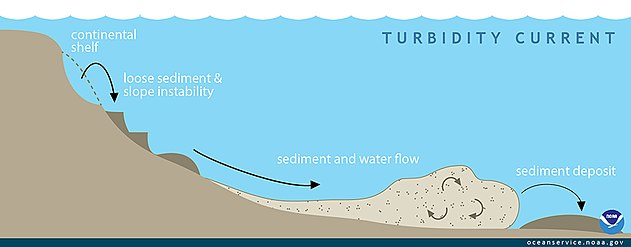 TURBIDITY CURRENT
continental
shelf
loose sediment &
slope instability
sediment and water flow
sediment deposit
noaa
oceanservice.noaa.gov